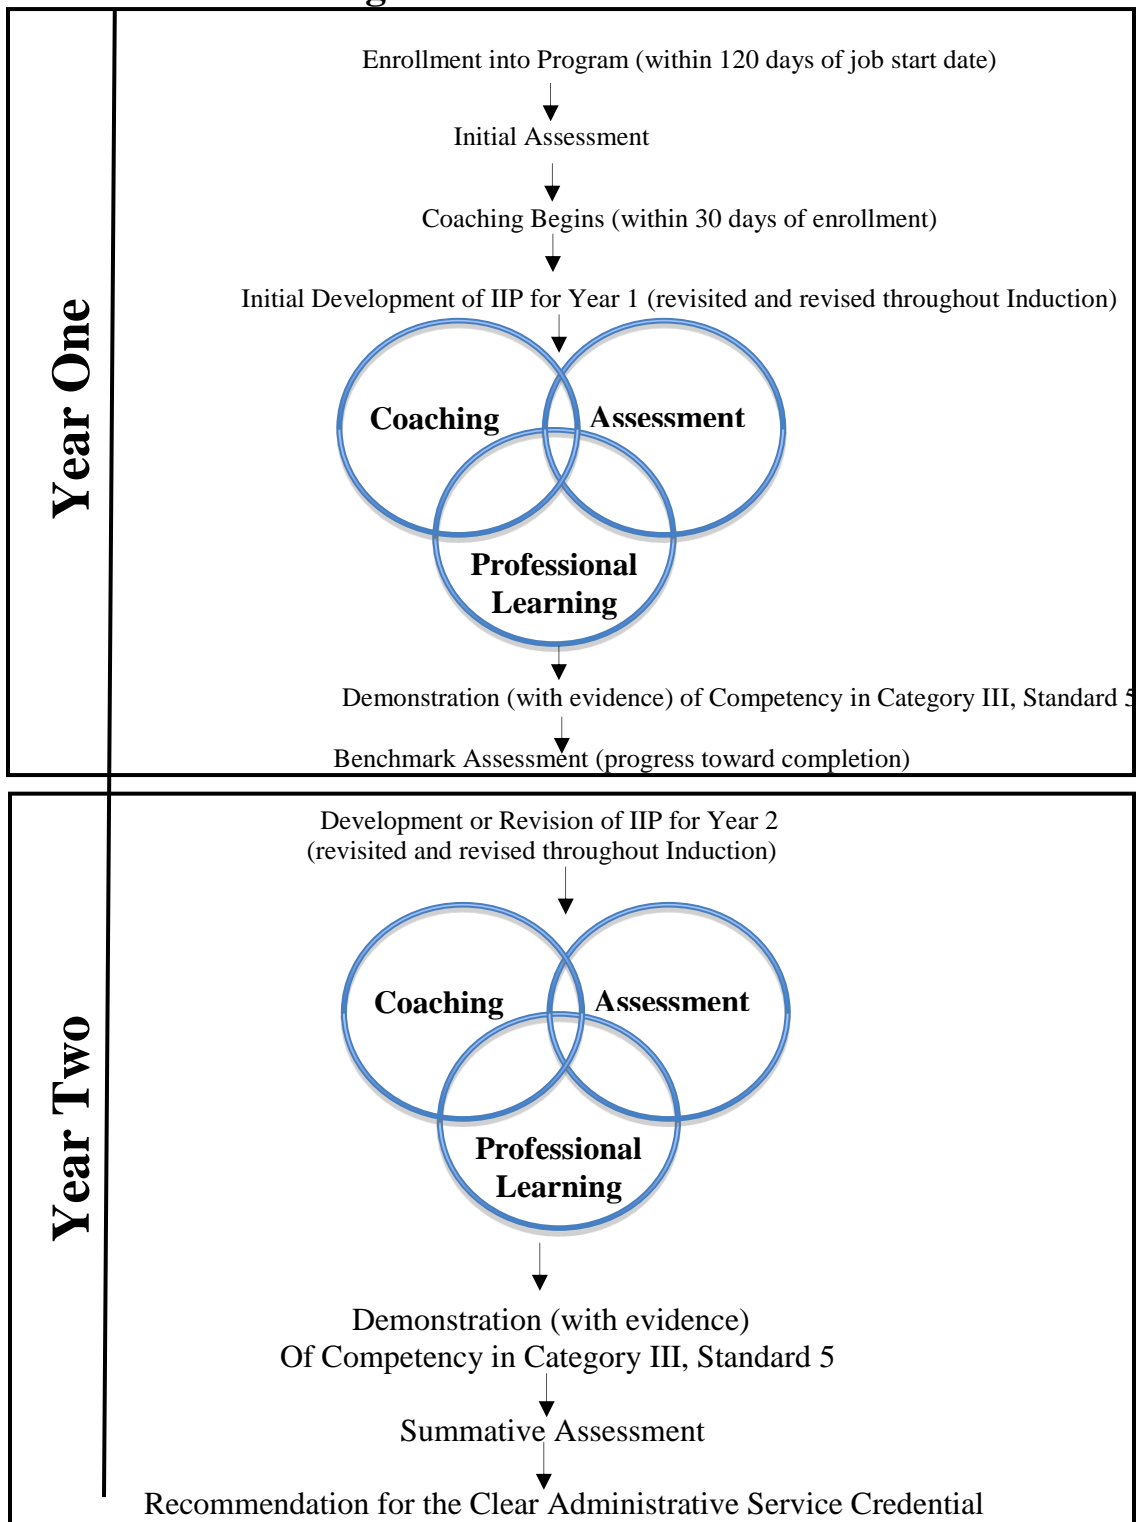 Enrollment into Program (within 120 days of job start date)
Initial Assessment
Coaching Begins (within 30 days of enrollment)
Initial Development of IIP for Year 1 (revisited and revised throughout Induction)
Year One
Coaching
Assessment
Professional
Learning
Demonstration (with evidence) of Competency in Category III, Standard 5
Benchmark Assessment (progress toward completion)
Development or Revision of IIP for Year 2
(revisited and revised throughout Induction)
Year Two
Coaching
Assessment
Professional
Learning
Demonstration (with evidence)
Of Competency in Category III, Standard 5
Summative Assessment
Recommendation for the Clear Administrative Service Credential